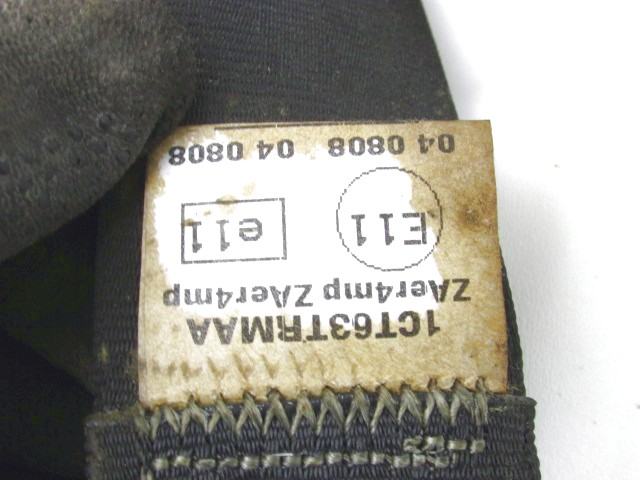 1CT63TRMAA
ZAer4mp ZAer4mp
E11 e11
04 0808 04 0808